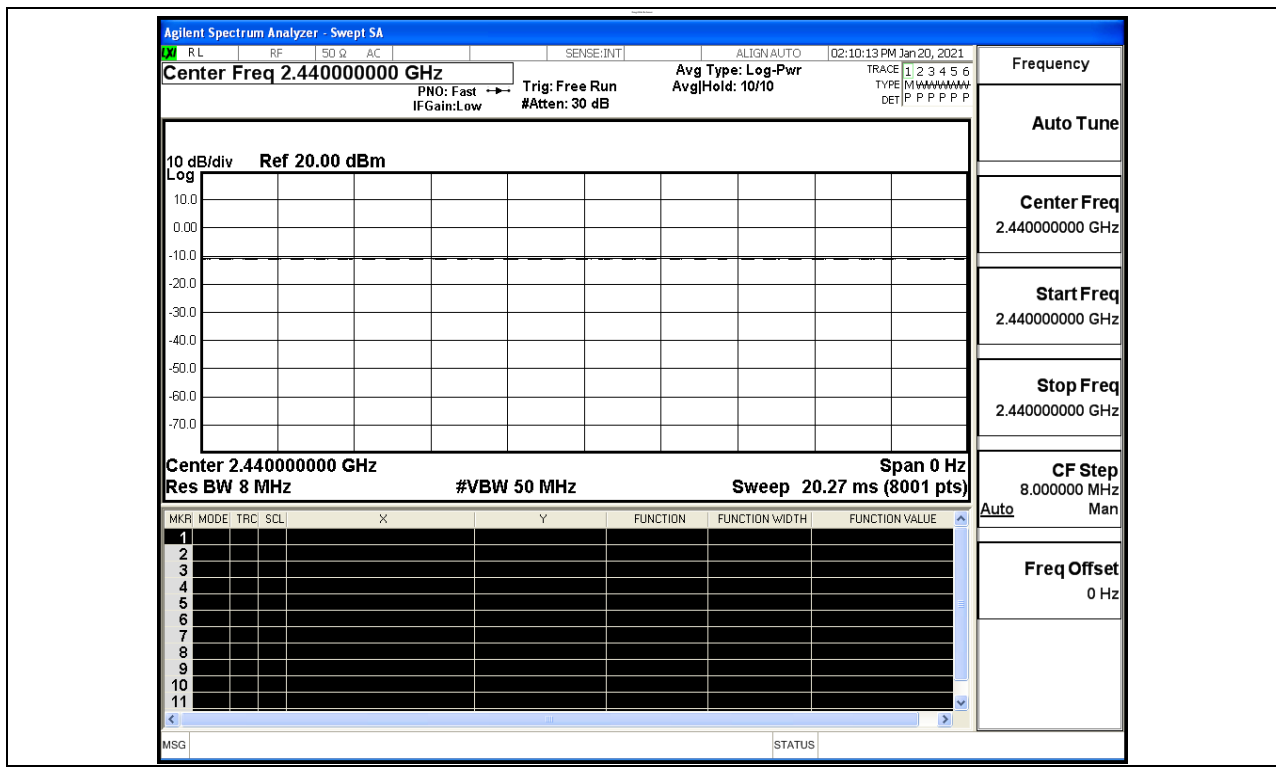 Agilent Spectrum Analyzer - Swept SA
LXI RL RF 50 Ω AC SENSE:INT ALIGN AUTO 02:10:13 PM Jan 20, 2021
Center Freq 2.440000000 GHz
PNO: Fast
IFGain:Low
Trig: Free Run
#Atten: 30 dB
Avg Type: Log-Pwr
Avg|Hold: 10/10
TRACE 1 2 3 4 5 6
TYPE M WWWWW
DET P P P P P P
10 dB/div Ref 20.00 dBm
Log
10.0
0.00
-10.0
-20.0
-30.0
-40.0
-50.0
-60.0
-70.0
Center 2.440000000 GHz Span 0 Hz
Res BW 8 MHz #VBW 50 MHz Sweep 20.27 ms (8001 pts)
MKR MODE TRC SCL X Y FUNCTION FUNCTION WIDTH FUNCTION VALUE
1
2
3
4
5
6
7
8
9
10
11
MSG STATUS
Frequency
Auto Tune
Center Freq
2.440000000 GHz
Start Freq
2.440000000 GHz
Stop Freq
2.440000000 GHz
CF Step
8.000000 MHz
Auto Man
Freq Offset
0 Hz